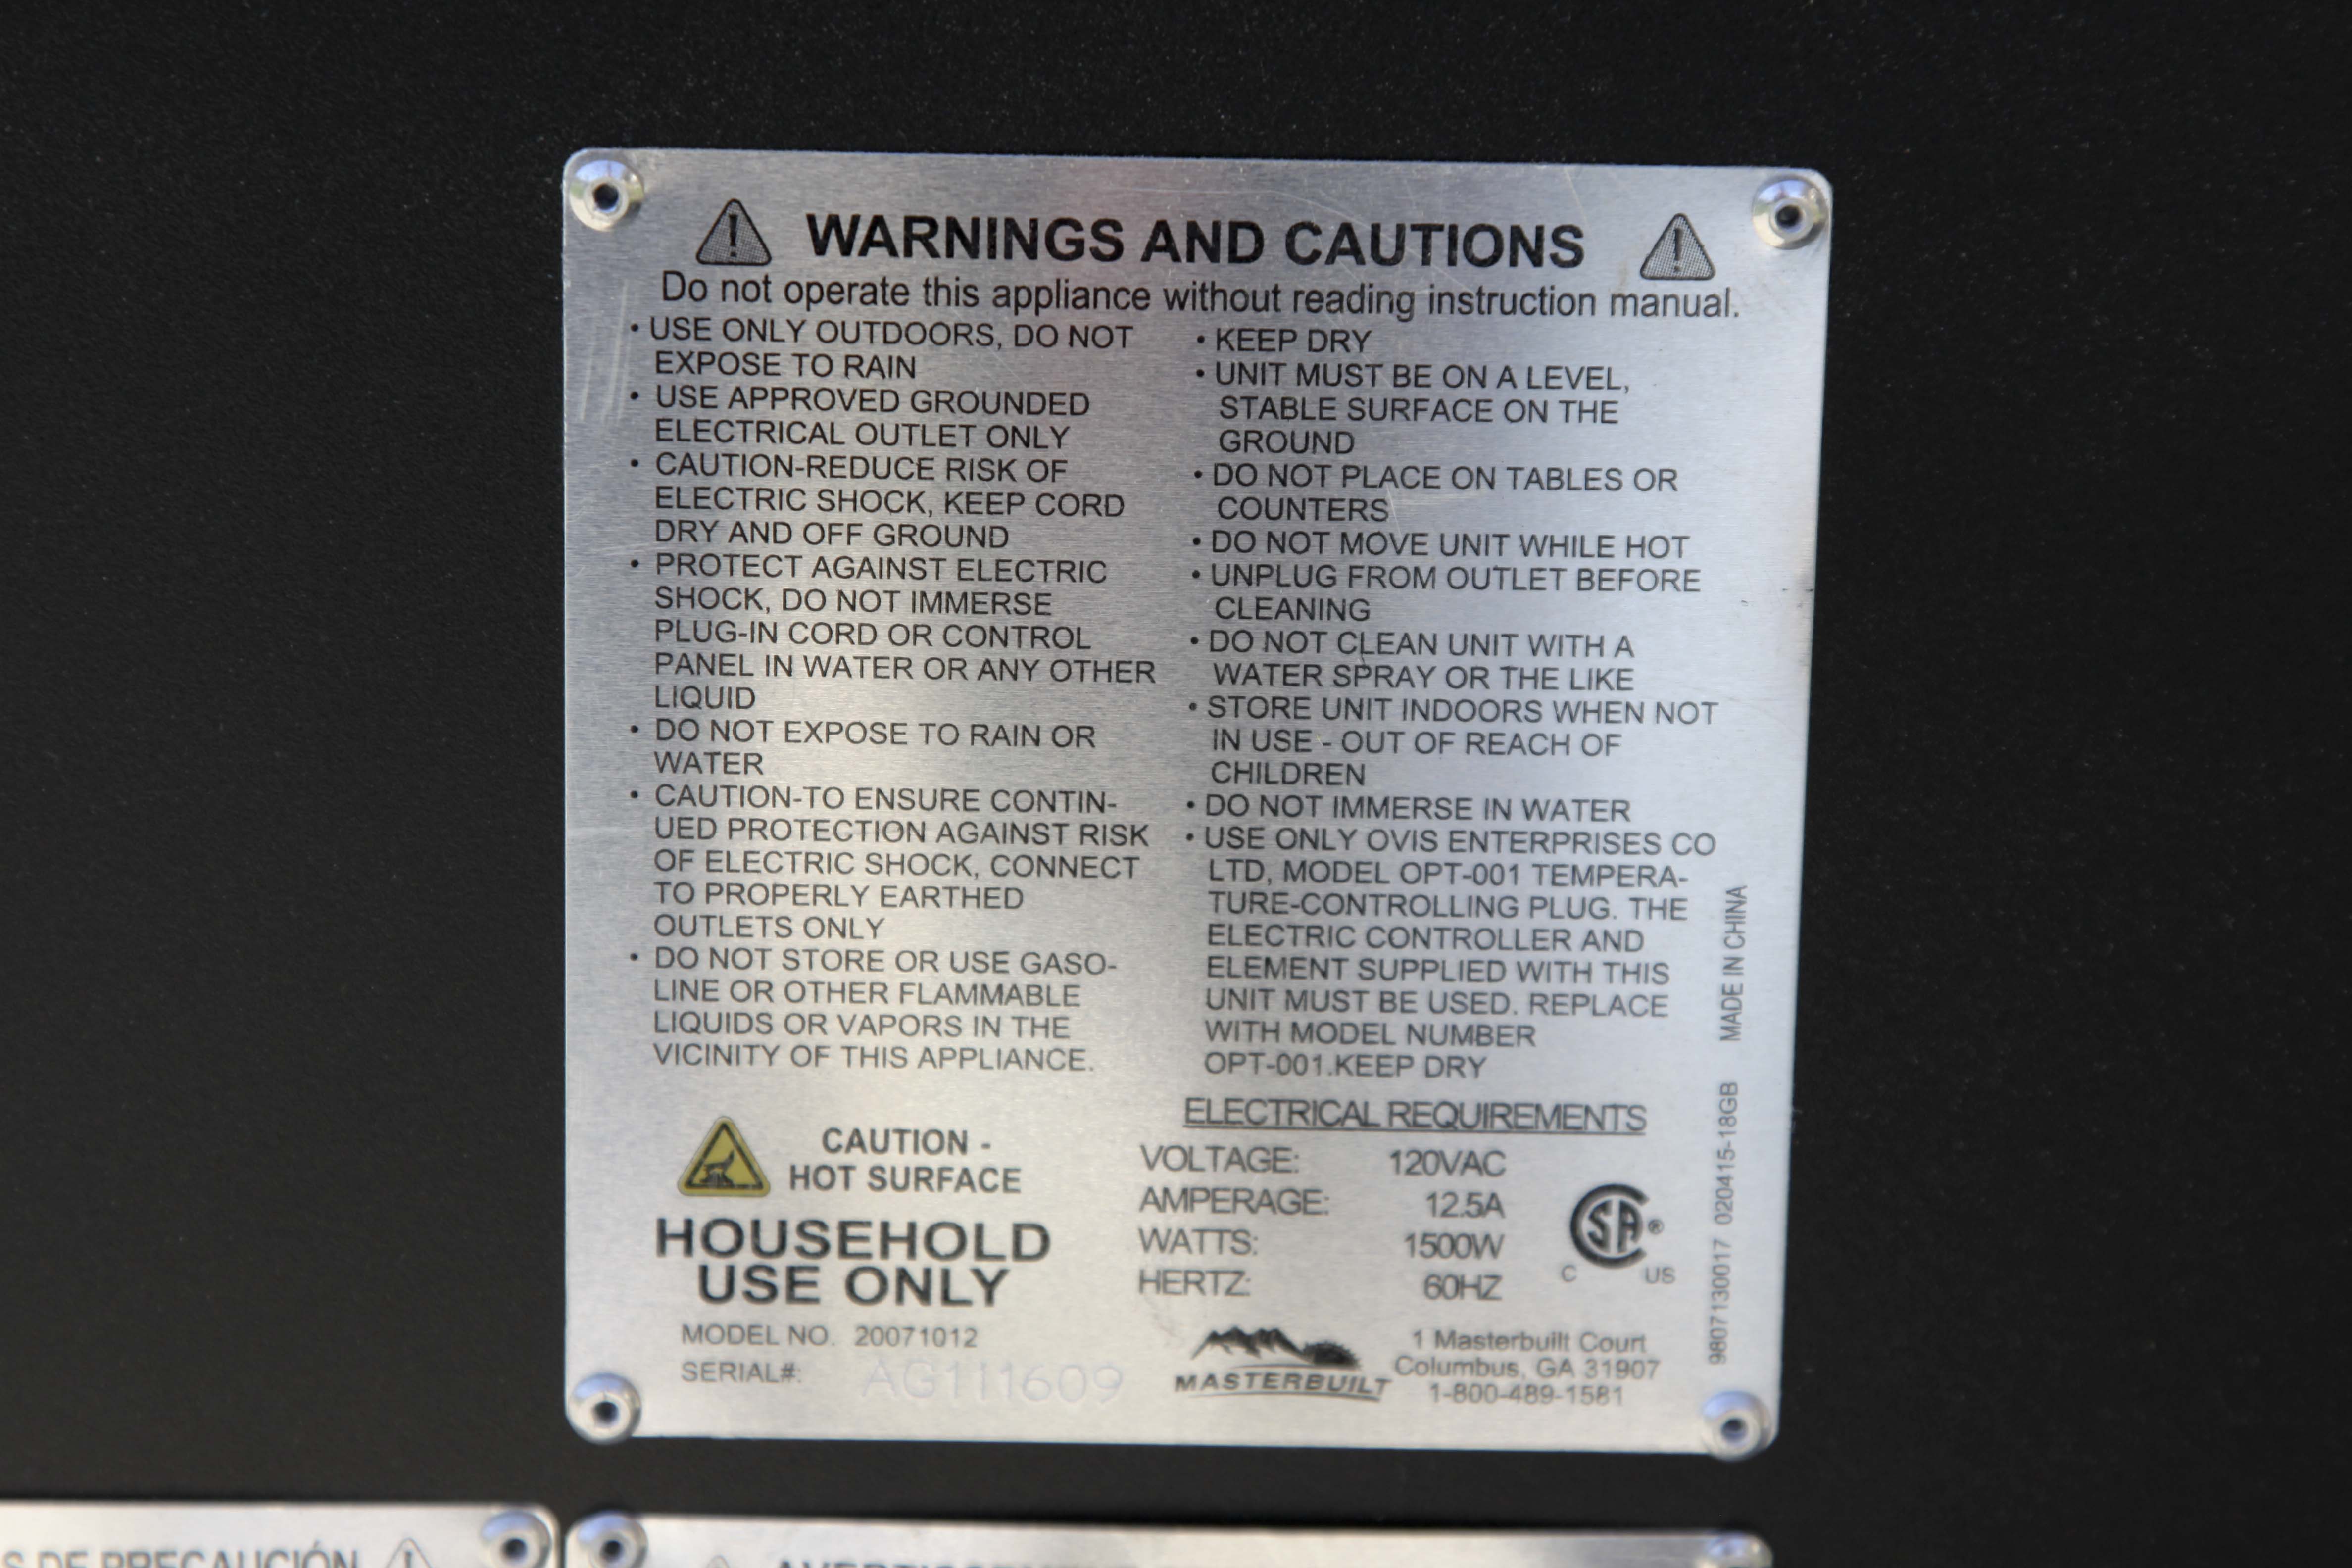 WARNINGS AND CAUTIONS
Do not operate this appliance without reading instruction manual.
• USE ONLY OUTDOORS, DO NOT
EXPOSE TO RAIN
• USE APPROVED GROUNDED
ELECTRICAL OUTLET ONLY
• CAUTION-REDUCE RISK OF
ELECTRIC SHOCK, KEEP CORD
DRY AND OFF GROUND
• PROTECT AGAINST ELECTRIC
SHOCK, DO NOT IMMERSE
PLUG-IN CORD OR CONTROL
PANEL IN WATER OR ANY OTHER
LIQUID
• DO NOT EXPOSE TO RAIN OR
WATER
• CAUTION-TO ENSURE CONTIN-
UED PROTECTION AGAINST RISK
OF ELECTRIC SHOCK, CONNECT
TO PROPERLY EARTHED
OUTLETS ONLY
• DO NOT STORE OR USE GASO-
LINE OR OTHER FLAMMABLE
LIQUIDS OR VAPORS IN THE
VICINITY OF THIS APPLIANCE.
• KEEP DRY
• UNIT MUST BE ON A LEVEL,
STABLE SURFACE ON THE
GROUND
• DO NOT PLACE ON TABLES OR
COUNTERS
• DO NOT MOVE UNIT WHILE HOT
• UNPLUG FROM OUTLET BEFORE
CLEANING
• DO NOT CLEAN UNIT WITH A
WATER SPRAY OR THE LIKE
• STORE UNIT INDOORS WHEN NOT
IN USE - OUT OF REACH OF
CHILDREN
• DO NOT IMMERSE IN WATER
• USE ONLY OVIS ENTERPRISES CO
LTD, MODEL OPT-001 TEMPERA-
TURE-CONTROLLING PLUG. THE
ELECTRIC CONTROLLER AND
ELEMENT SUPPLIED WITH THIS
UNIT MUST BE USED. REPLACE
WITH MODEL NUMBER
OPT-001.KEEP DRY
CAUTION -
HOT SURFACE
HOUSEHOLD
USE ONLY
MODEL NO. 20071012
SERIAL#: AG111609
ELECTRICAL REQUIREMENTS
VOLTAGE: 120VAC
AMPERAGE: 12.5A
WATTS: 1500W
HERTZ: 60HZ
SA®
C US
MASTERBUILT
1 Masterbuilt Court
Columbus, GA 31907
1-800-489-1581
9807130017 020415-18GB MADE IN CHINA
S DE PRECAUCIÓN